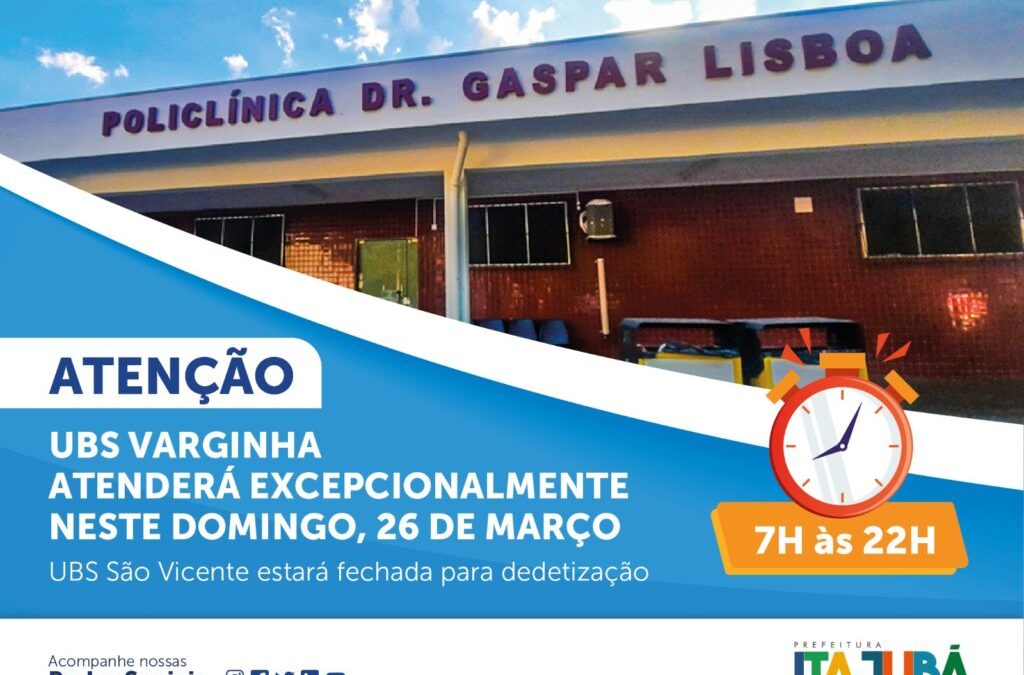 POLICLÍNICA DR. GASPAR LISBOA
ATENÇÃO
UBS VARGINHA
ATENDERÁ EXCEPCIONALMENTE
NESTE DOMINGO, 26 DE MARÇO
UBS São Vicente estará fechada para dedetização
7H às 22H
Acompanhe nossas
PREFEITURA
ITAJUBÁ